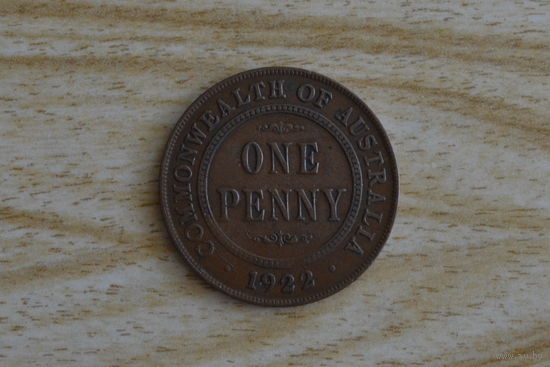 COMMONWEALTH OF AUSTRALIA
ONE
PENNY
1922